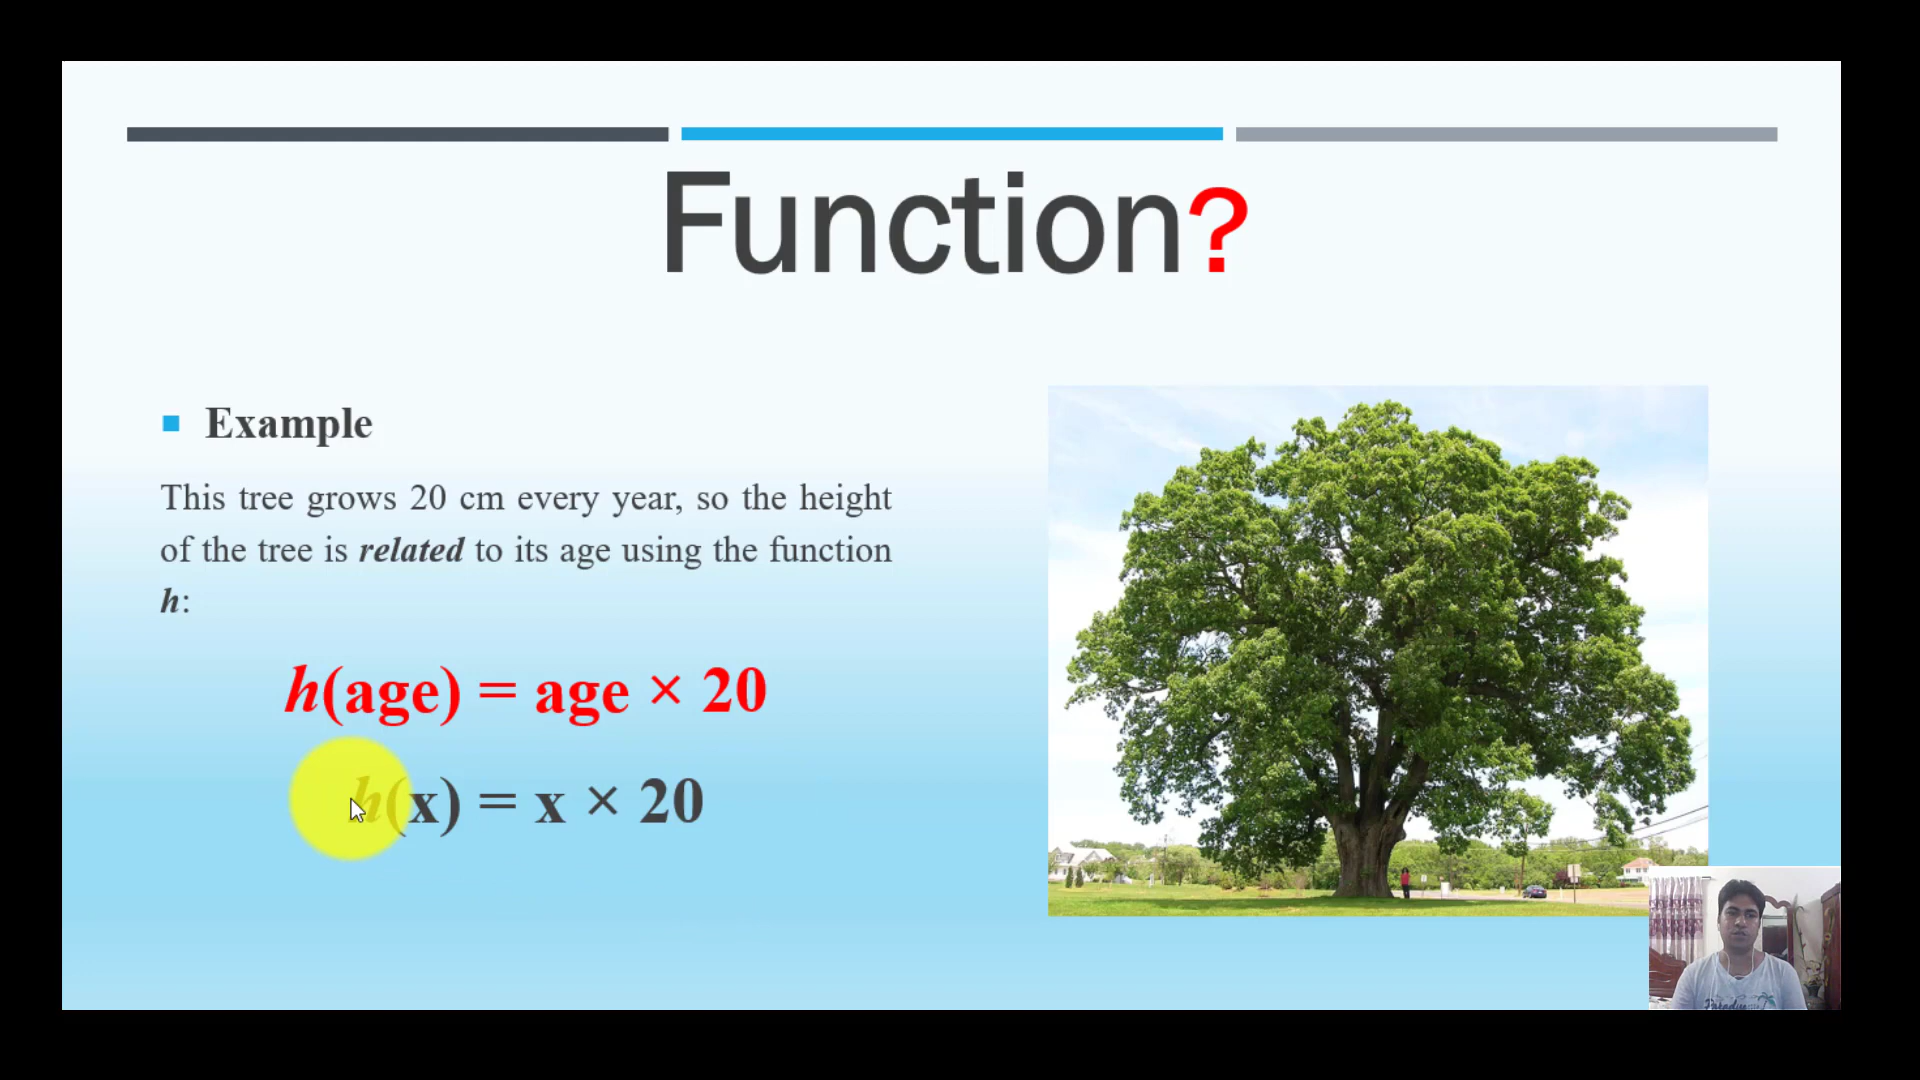 Function?
Example
This tree grows 20 cm every year, so the height
of the tree is related to its age using the function
h:
h(age) = age × 20
h(x) = x × 20